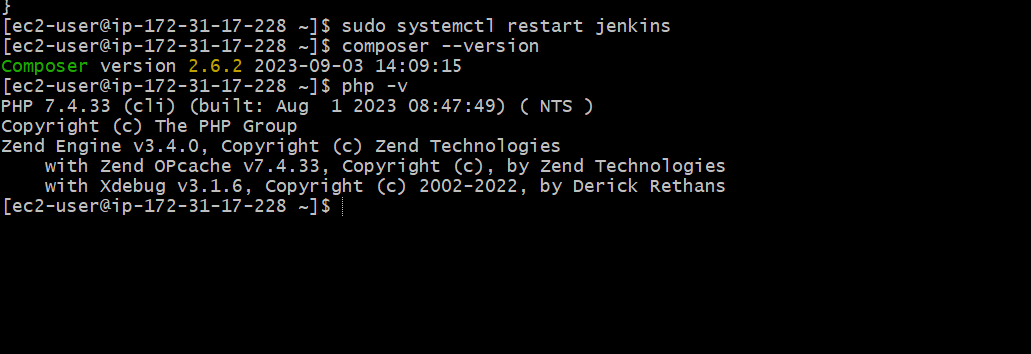 }
[ec2-user@ip-172-31-17-228 ~]$ sudo systemctl restart jenkins
[ec2-user@ip-172-31-17-228 ~]$ composer --version
Composer version 2.6.2 2023-09-03 14:09:15
[ec2-user@ip-172-31-17-228 ~]$ php -v
PHP 7.4.33 (cli) (built: Aug  1 2023 08:47:49) ( NTS )
Copyright (c) The PHP Group
Zend Engine v3.4.0, Copyright (c) Zend Technologies
    with Zend OPcache v7.4.33, Copyright (c), by Zend Technologies
    with Xdebug v3.1.6, Copyright (c) 2002-2022, by Derick Rethans
[ec2-user@ip-172-31-17-228 ~]$